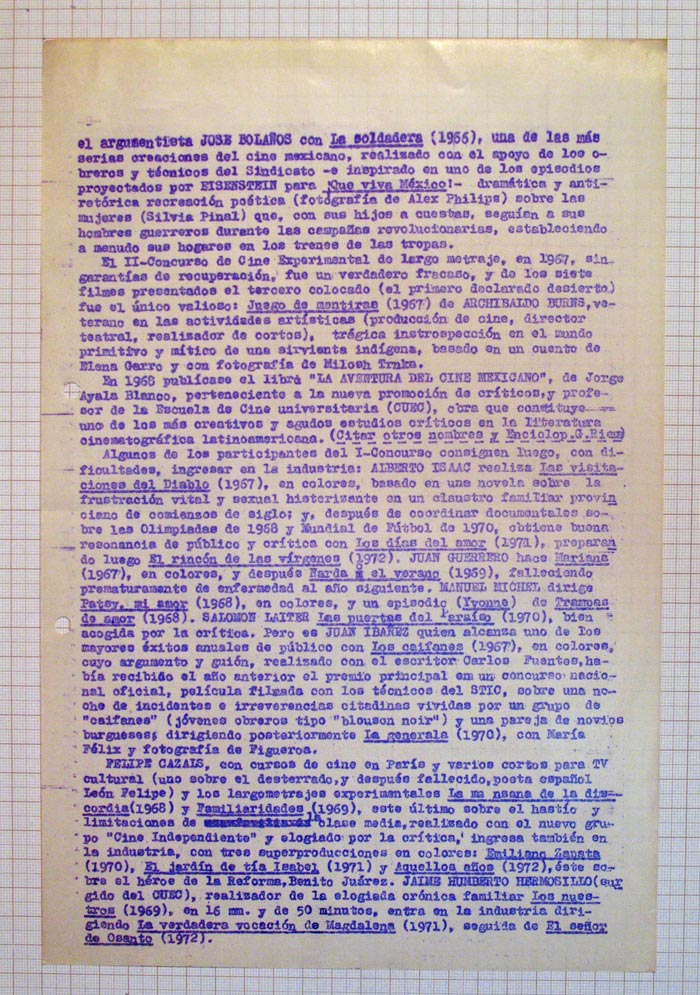 el argumentista JOSE BOLAÑOS con La soldadera (1966), una de las más
serias creaciones del cine mexicano, realizado con el apoyo de los o-
breros y técnicos del Sindicato -e inspirado en uno de los episodios
proyectados por EISENSTEIN para ¡Que viva México!- dramática y anti-
retórica recreación poética (fotografía de Alex Philips) sobre las
mujeres (Silvia Pinal) que, con sus hijos a cuestas, seguían a sus
hombres guerreros durante las campañas revolucionarias, estableciendo
a menudo sus hogares en los trenes de las tropas.
El II-Concurso de Cine Experimental de largo metraje, en 1967, sin
garantías de recuperación, fue un verdadero fracaso, y de los siete
filmes presentados el tercero colocado (el primero declarado desierto)
fue el único valioso: Juego de mentiras (1967) de ARCHIBALDO BURNS, ve-
terano en las actividades artísticas (producción de cine, director
teatral, realizador de cortos), trágica instrospección en el mundo
primitivo y mítico de una sirvienta indígena, basado en un cuento de
Elena Garro y con fotografía de Milosh Trnka.
En 1968 publícase el libro "LA AVENTURA DEL CINE MEXICANO", de Jorge
Ayala Blanco, perteneciente a la nueva promoción de críticos, y profe-
sor de la Escuela de Cine universitaria (CUEC), obra que constituye
uno de los más creativos y agudos estudios críticos en la literatura
cinematográfica latinoamericana. (Citar otros nombres y Enciclop.G.Riera)
Algunos de los participantes del I-Concurso consiguen luego, con di-
ficultades, ingresar en la industria: ALBERTO ISAAC realiza Las visita-
ciones del Diablo (1967), en colores, basado en una novela sobre la
frustración vital y sexual histerizante en un claustro familiar provin
ciano de comienzos de siglo; y, después de coordinar documentales so-
bre las Olimpiadas de 1968 y Mundial de Fútbol de 1970, obtiene buena
resonancia de público y crítica con Los días del amor (1971), preparan
do luego El rincón de las vírgenes (1972). JUAN GUERRERO hace Mariana
(1967), en colores, y después Narda o el verano (1969), falleciendo
prematuramente de enfermedad al año siguiente. MANUEL MICHEL dirige
Patsy, mi amor (1968), en colores, y un episodio (Yvonne) de Trampas
de amor (1968). SALOMON LAITER Las puertas del Paraíso (1970), bien
acogida por la crítica. Pero es JUAN IBAÑEZ quien alcanza uno de los
mayores éxitos anuales de público con Los caifanes (1967), en colores,
cuyo argumento y guión, realizado con el escritor Carlos Fuentes, ha-
bía recibido el año anterior el premio principal en un concurso nacio-
nal oficial, película filmada con los técnicos del STIC, sobre una no-
che de incidentes e irreverencias citadinas vividas por un grupo de
"caifanes" (jóvenes obreros tipo "blouson noir") y una pareja de novios
burgueses; dirigiendo posteriormente La generala (1970), con María
Félix y fotografía de Figueroa.
FELIPE CAZALS, con cursos de cine en París y varios cortos para TV
cultural (uno sobre el desterrado, y después fallecido, poeta español
León Felipe) y los largometrajes experimentales La ma nsana de la dis-
cordia(1968) y Familiaridades (1969), este último sobre el hastío y
limitaciones de la clase media, realizado con el nuevo gru-
po "Cine Independiente" y elogiado por la crítica, ingresa también en
la industria, con tres superproducciones en colores: Emiliano Zapata
(1970), El jardín de tía Isabel (1971) y Aquellos años (1972), éste so-
bre el héroe de la Reforma, Benito Juárez. JAIME HUMBERTO HERMOSILLO(sur
gido del CUEC), realizador de la elogiada crónica familiar Los nues-
tros (1969), en 16 mm. y de 50 minutos, entra en la industria diri-
giendo La verdadera vocación de Magdalena (1971), seguida de El señor
de Osanto (1972).